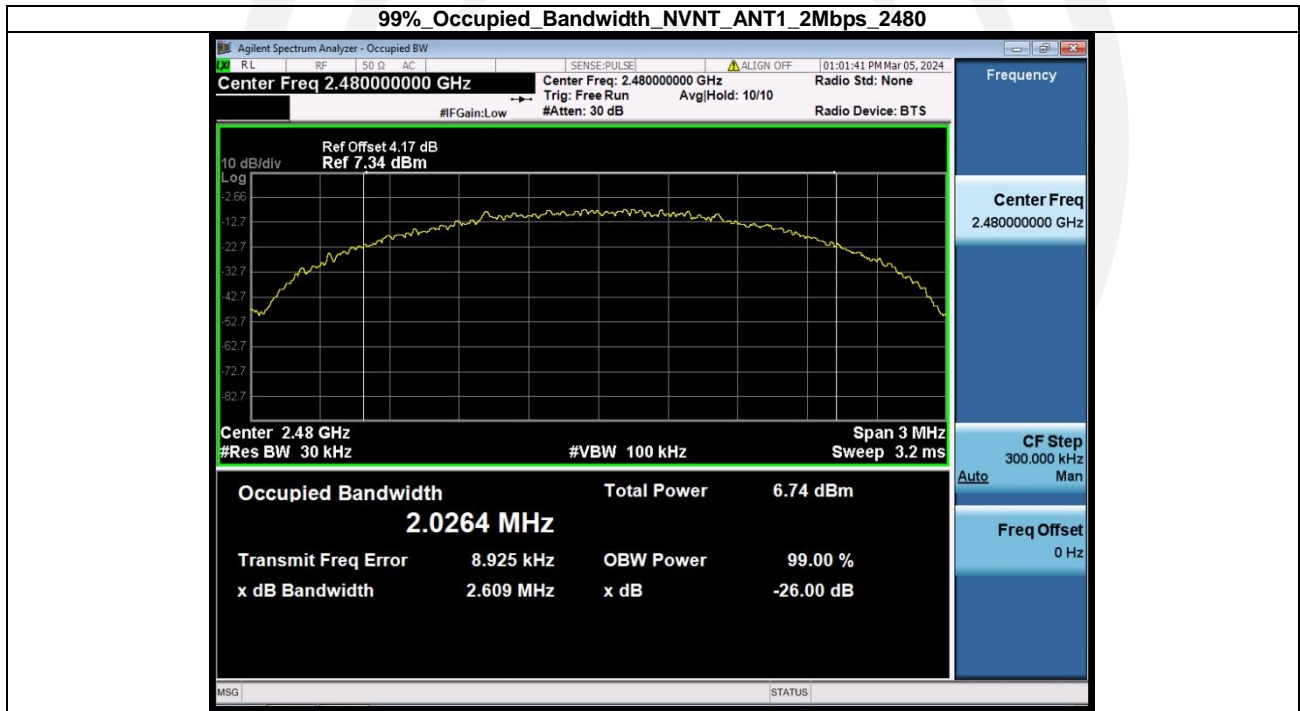 99%_Occupied_Bandwidth_NVNT_ANT1_2Mbps_2480
Agilent Spectrum Analyzer - Occupied BW
RL RF 50 Ω AC SENSE:PULSE ALIGN OFF 01:01:41 PM Mar 05, 2024
Center Freq 2.480000000 GHz
Center Freq: 2.480000000 GHz Radio Std: None
Trig: Free Run Avg|Hold: 10/10
#IFGain:Low #Atten: 30 dB Radio Device: BTS
Ref Offset 4.17 dB
10 dB/div Ref 7.34 dBm
Log
-2.66
-12.7
-22.7
-32.7
-42.7
-52.7
-62.7
-72.7
-82.7
Center 2.48 GHz Span 3 MHz
#Res BW 30 kHz #VBW 100 kHz Sweep 3.2 ms
Occupied Bandwidth Total Power 6.74 dBm
2.0264 MHz
Transmit Freq Error 8.925 kHz OBW Power 99.00 %
x dB Bandwidth 2.609 MHz x dB -26.00 dB
MSG STATUS
Frequency
Center Freq
2.480000000 GHz
CF Step
300.000 kHz
Auto Man
Freq Offset
0 Hz